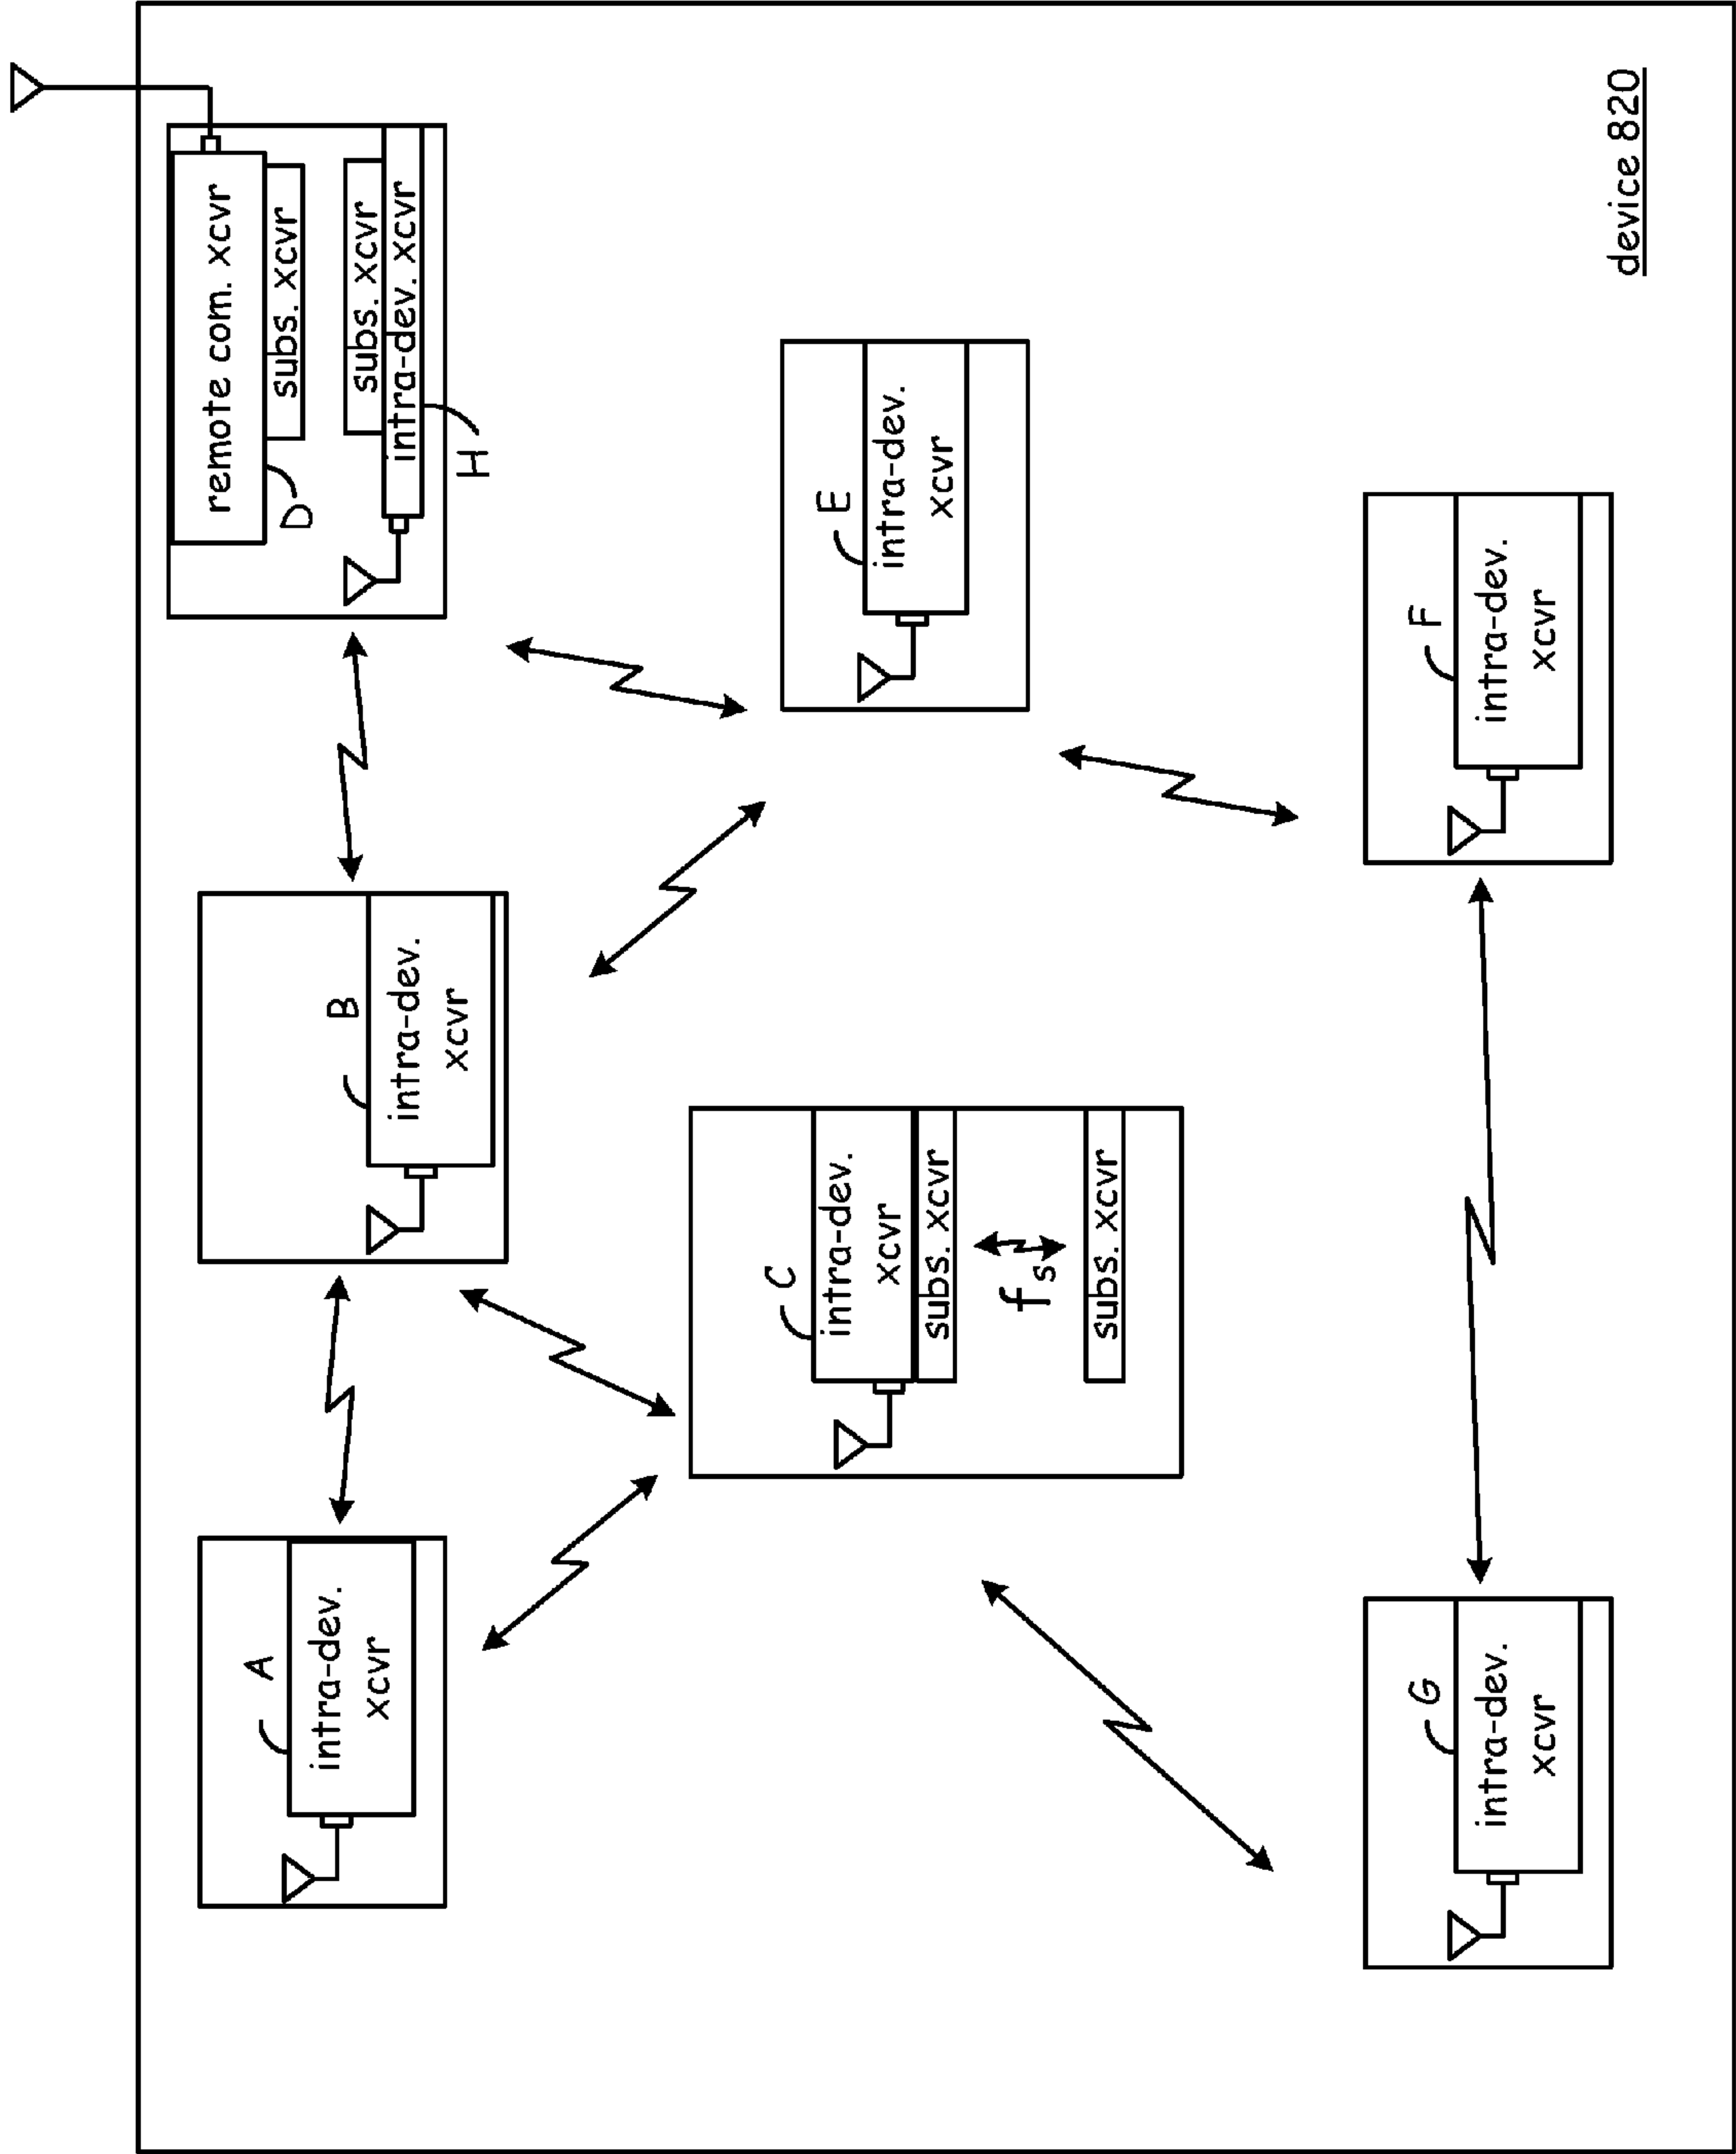 A
intra-dev.
xcvr
B
intra-dev.
xcvr
remote com. xcvr
D
subs. xcvr
subs. xcvr
intra-dev. xcvr
H
C
intra-dev.
xcvr
subs. xcvr
fs
subs. xcvr
E
intra-dev.
xcvr
G
intra-dev.
xcvr
F
intra-dev.
xcvr
device 820